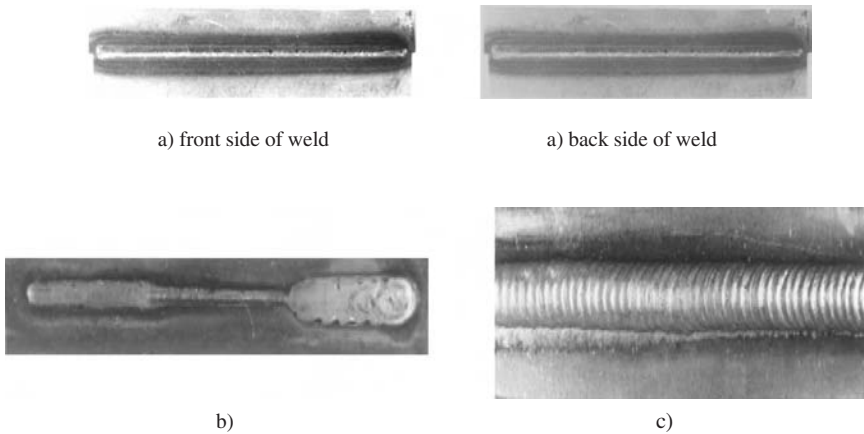 a) front side of weld
a) back side of weld
b)
c)